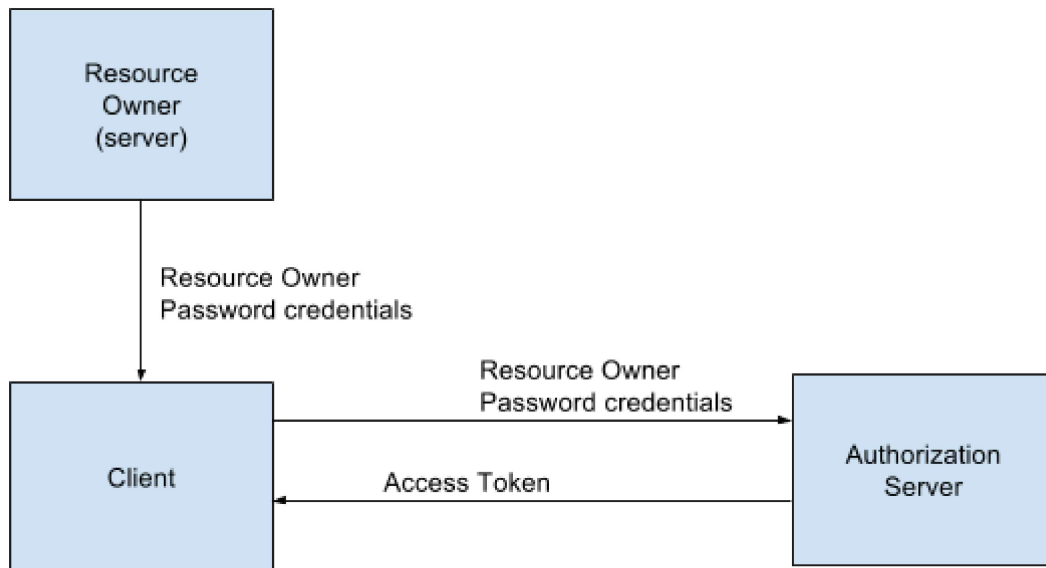 Resource
Owner
(server)
Resource Owner
Password credentials
Resource Owner
Password credentials
Client
Access Token
Authorization
Server